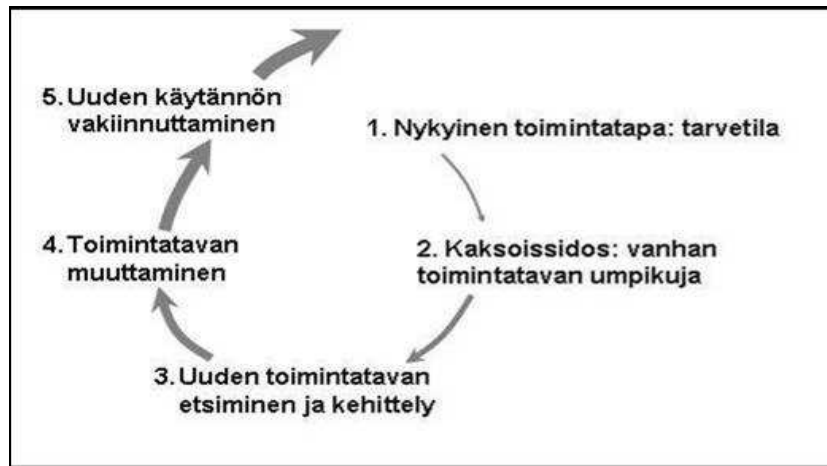 1. Nykyinen toimintatapa: tarvetila
2. Kaksoissidos: vanhan
toimintatavan umpikuja
3. Uuden toimintatavan
etsiminen ja kehittely
4. Toimintatavan
muuttaminen
5. Uuden käytännön
vakiinnuttaminen